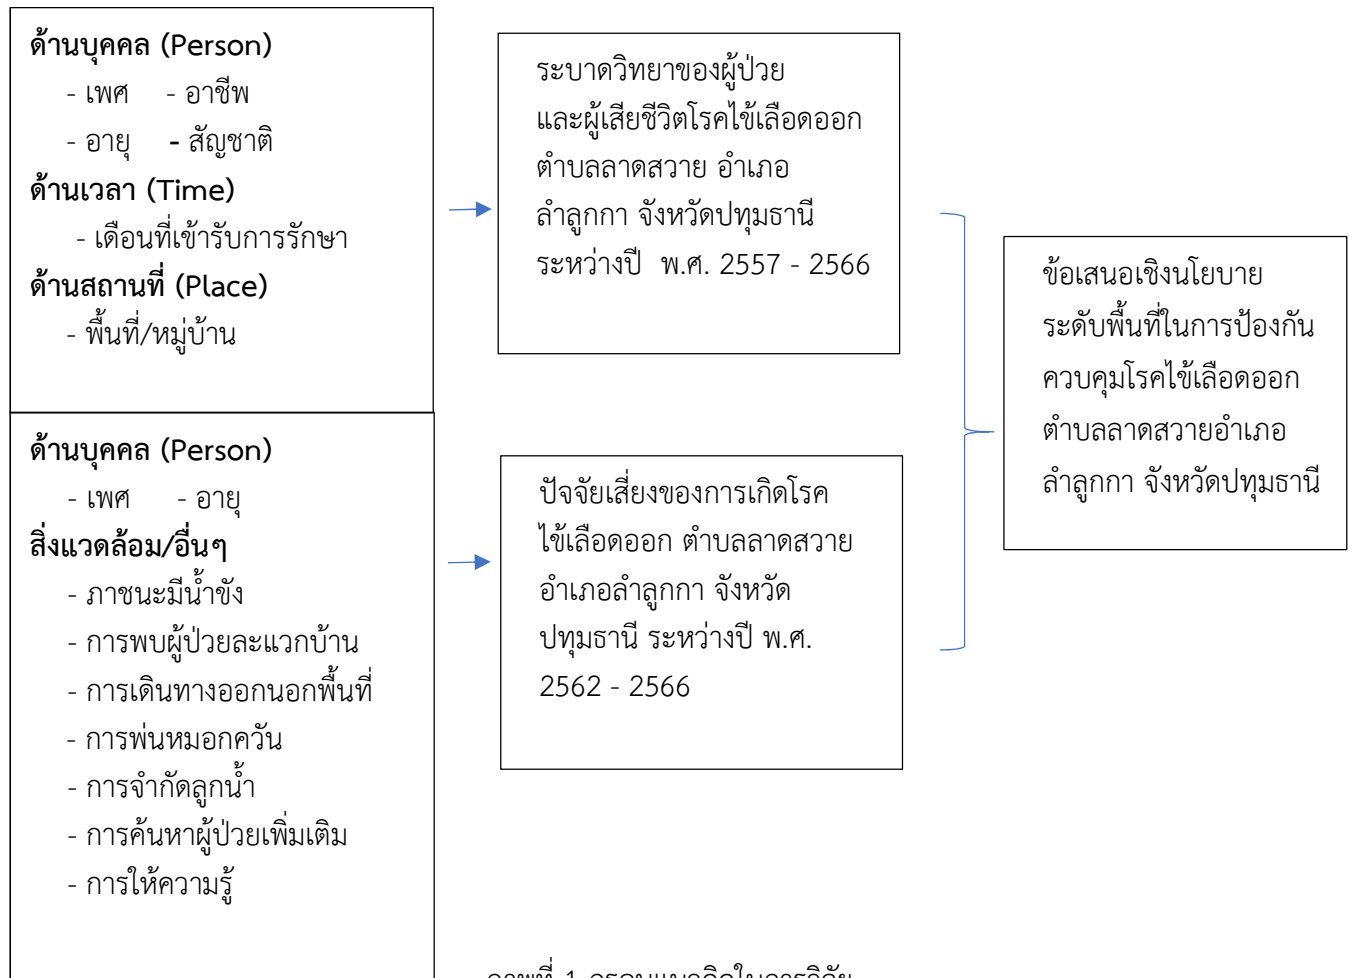 ด้านบุคคล (Person)
- เพศ - อาชีพ
- อายุ - สัญชาติ
ด้านเวลา (Time)
- เดือนที่เข้ารับการรักษา
ด้านสถานที่ (Place)
- พื้นที่/หมู่บ้าน
ด้านบุคคล (Person)
- เพศ - อายุ
สิ่งแวดล้อม/อื่นๆ
- ภาชนะมีน้ำขัง
- การพบผู้ป่วยละแวกบ้าน
- การเดินทางออกนอกพื้นที่
- การพ่นหมอกควัน
- การจำกัดลูกน้ำ
- การค้นหาผู้ป่วยเพิ่มเติม
- การให้ความรู้
ระบาดวิทยาของผู้ป่วย
และผู้เสียชีวิตโรคไข้เลือดออก
ตำบลลาดสวาย อำเภอ
ลำลูกกา จังหวัดปทุมธานี
ระหว่างปี พ.ศ. 2557 - 2566
ปัจจัยเสี่ยงของการเกิดโรค
ไข้เลือดออก ตำบลลาดสวาย
อำเภอลำลูกกา จังหวัด
ปทุมธานี ระหว่างปี พ.ศ.
2562 - 2566
ข้อเสนอเชิงนโยบาย
ระดับพื้นที่ในการป้องกัน
ควบคุมโรคไข้เลือดออก
ตำบลลาดสวายอำเภอ
ลำลูกกา จังหวัดปทุมธานี
ภาพที่ 1 กรอบแนวคิดในการวิจัย